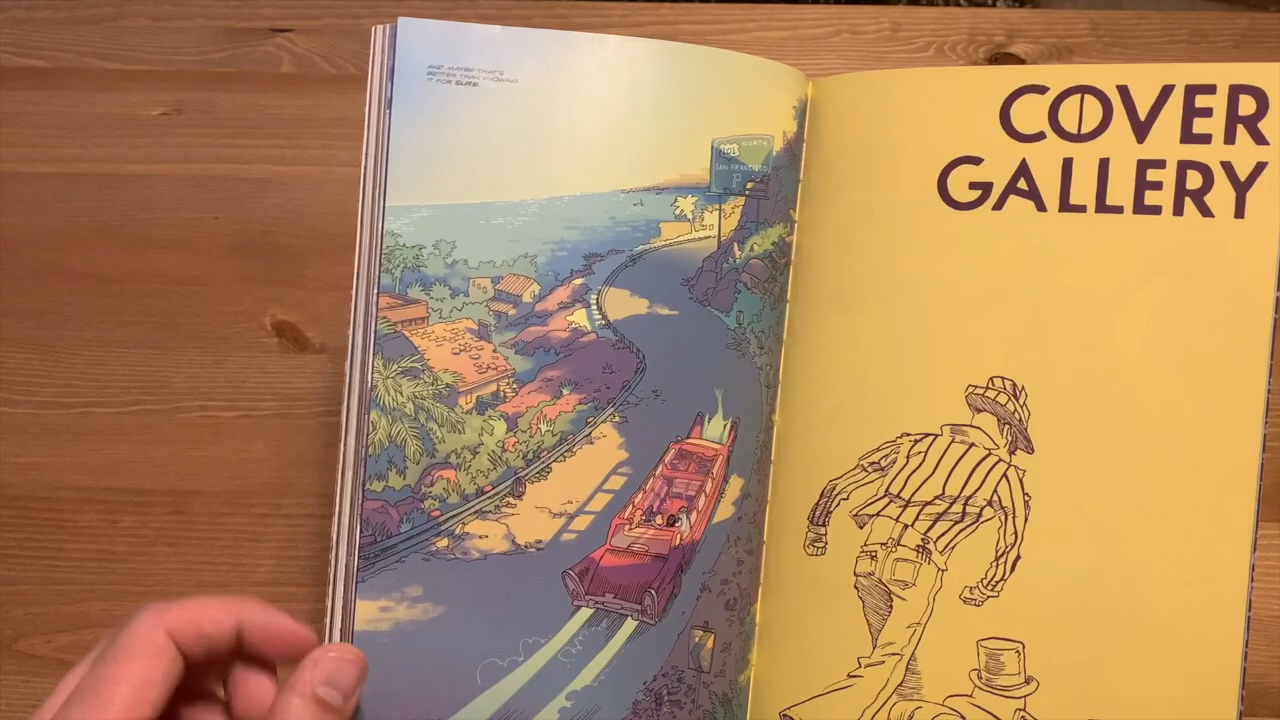 AND MAYBE THAT'S
BETTER THAN KNOWING
IT FOR SURE.
101 NORTH
SAN FRANCISCO
COVER
GALLERY